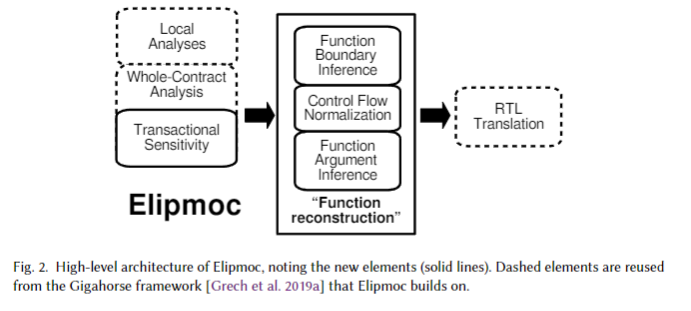 Local
Analyses
Whole-Contract
Analysis
Transactional
Sensitivity
Elipmoc
Function
Boundary
Inference
Control Flow
Normalization
Function
Argument
Inference
“Function
reconstruction”
RTL
Translation
Fig. 2. High-level architecture of Elipmoc, noting the new elements (solid lines). Dashed elements are reused
from the Gigahorse framework [Grech et al. 2019a] that Elipmoc builds on.